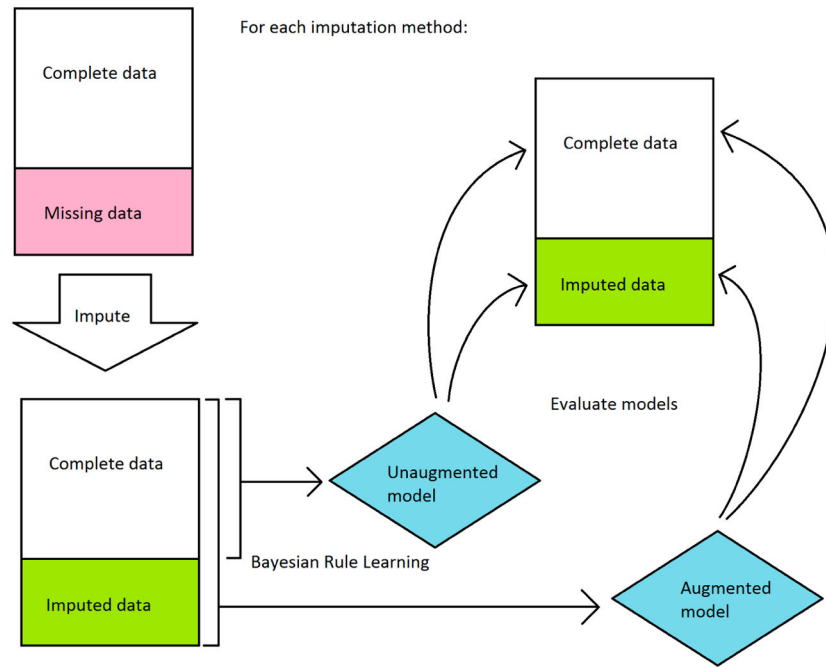 For each imputation method:
Complete data
Missing data
Impute
Complete data
Imputed data
Complete data
Imputed data
Evaluate models
Unaugmented
model
Bayesian Rule Learning
Augmented
model